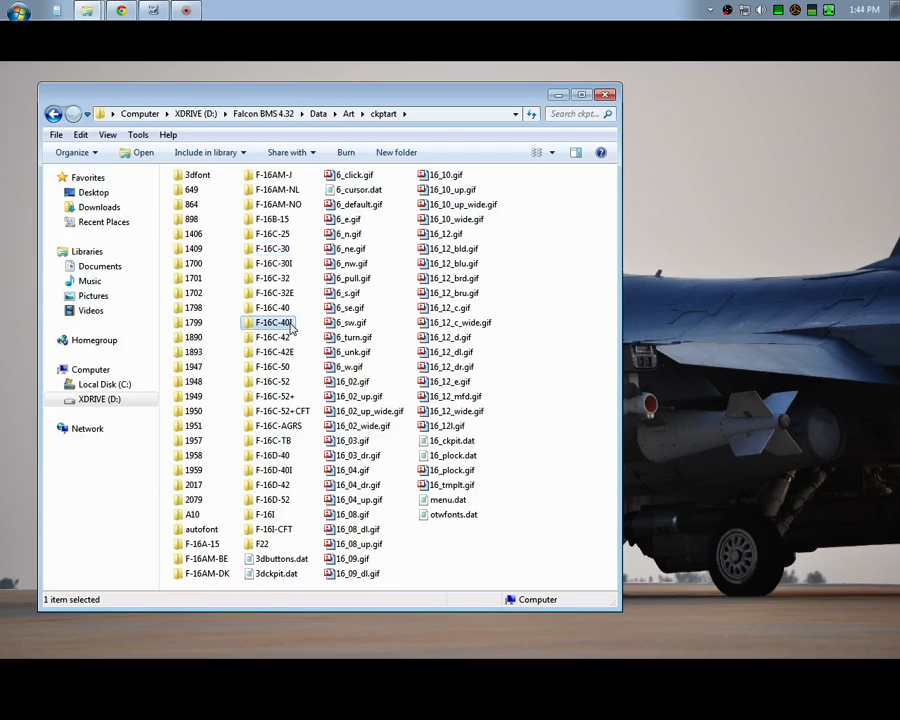 1:44 PM
Computer
XDRIVE (D:)
Falcon BMS 4.32
Data
Art
ckptart
Search ckpt...
File
Edit
View
Tools
Help
Organize
Open
Include in library
Share with
Burn
New folder
Favorites
Desktop
Downloads
Recent Places
Libraries
Documents
Music
Pictures
Videos
Homegroup
Computer
Local Disk (C:)
XDRIVE (D:)
Network
3dfont
649
864
898
1406
1409
1700
1701
1702
1798
1799
1890
1893
1947
1948
1949
1950
1951
1957
1958
1959
2017
2079
A10
autofont
F-16A-15
F-16AM-BE
F-16AM-DK
F-16AM-J
F-16AM-NL
F-16AM-NO
F-16B-15
F-16C-25
F-16C-30
F-16C-30I
F-16C-32
F-16C-32E
F-16C-40
F-16C-40I
F-16C-42
F-16C-42E
F-16C-50
F-16C-52
F-16C-52+
F-16C-52+CFT
F-16C-AGRS
F-16C-TB
F-16D-40
F-16D-40I
F-16D-42
F-16D-52
F-16I
F-16I-CFT
F22
3dbuttons.dat
3dckpit.dat
6_click.gif
6_cursor.dat
6_default.gif
6_e.gif
6_n.gif
6_ne.gif
6_nw.gif
6_pull.gif
6_s.gif
6_se.gif
6_sw.gif
6_turn.gif
6_unk.gif
6_w.gif
16_02.gif
16_02_up.gif
16_02_up_wide.gif
16_02_wide.gif
16_03.gif
16_03_dr.gif
16_04.gif
16_04_dr.gif
16_04_up.gif
16_08.gif
16_08_dl.gif
16_08_up.gif
16_09.gif
16_09_dl.gif
16_10.gif
16_10_up.gif
16_10_up_wide.gif
16_10_wide.gif
16_12.gif
16_12_bld.gif
16_12_blu.gif
16_12_brd.gif
16_12_bru.gif
16_12_c.gif
16_12_c_wide.gif
16_12_d.gif
16_12_dl.gif
16_12_dr.gif
16_12_e.gif
16_12_mfd.gif
16_12_wide.gif
16_12l.gif
16_ckpit.dat
16_plock.dat
16_plock.gif
16_tmplt.gif
menu.dat
otwfonts.dat
1 item selected
Computer